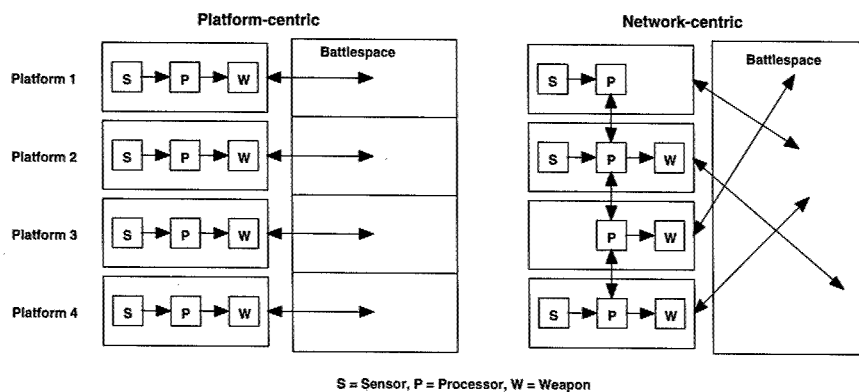 Platform-centric
Network-centric
Battlespace
Battlespace
Platform 1
S P W
S P
Platform 2
S P W
S P W
Platform 3
S P W
P W
Platform 4
S P W
S P W
S = Sensor, P = Processor, W = Weapon